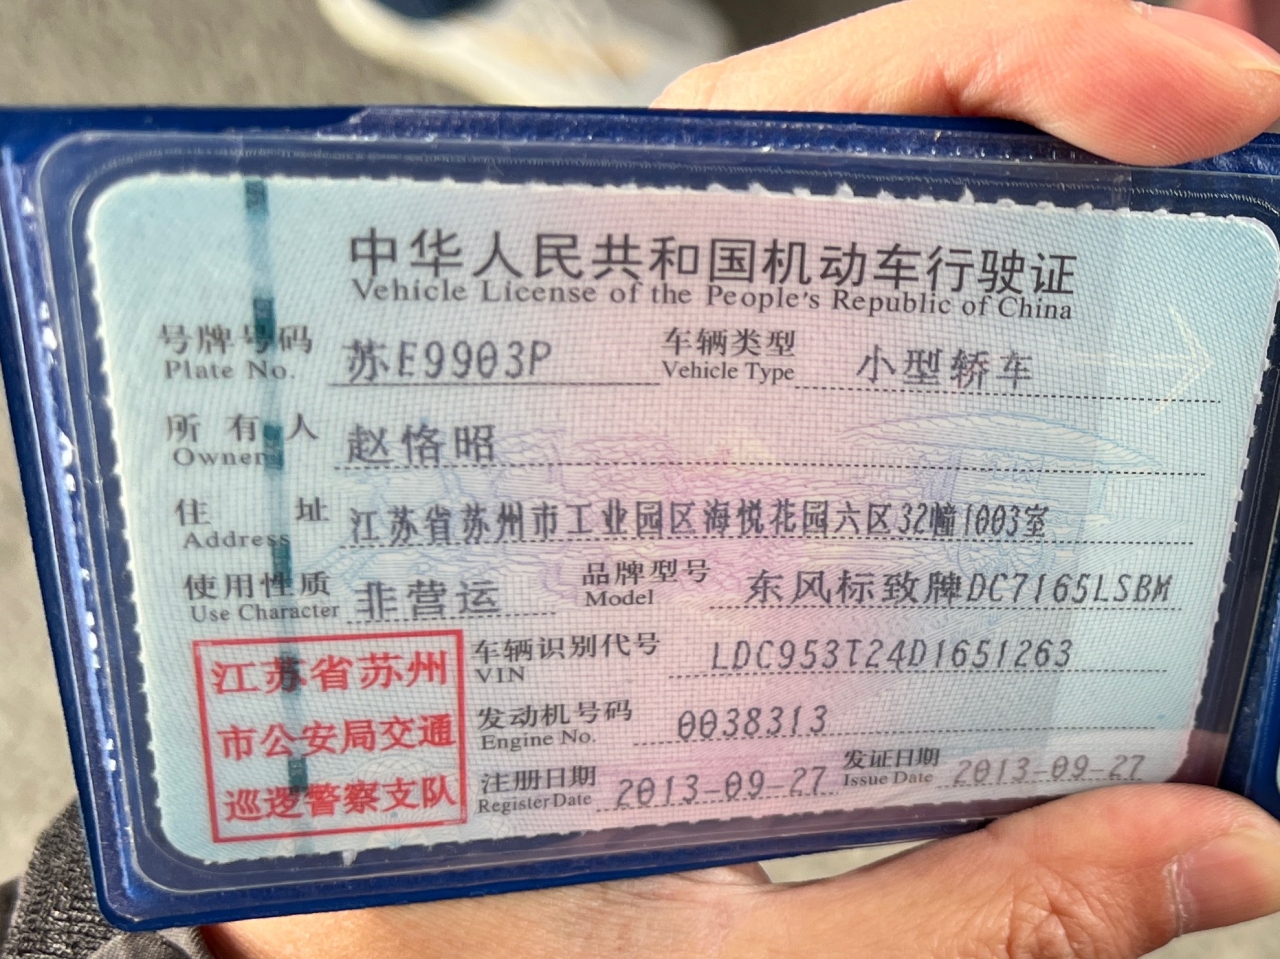 中华人民共和国机动车行驶证
Vehicle License of the People's Republic of China
号牌号码 苏E9903P 车辆类型 小型轿车
Plate No. Vehicle Type
所有人 赵恪昭
Owner
住址 江苏省苏州市工业园区海悦花园六区32幢1003室
Address
使用性质 非营运 品牌型号 东风标致牌DC7165LSBM
Use Character Model
车辆识别代号 LDC953T24D1651263
VIN
发动机号码 0038313
Engine No.
注册日期 2013-09-27 发证日期 2013-09-27
Register Date Issue Date
江苏省苏州
市公安局交通
巡逻警察支队